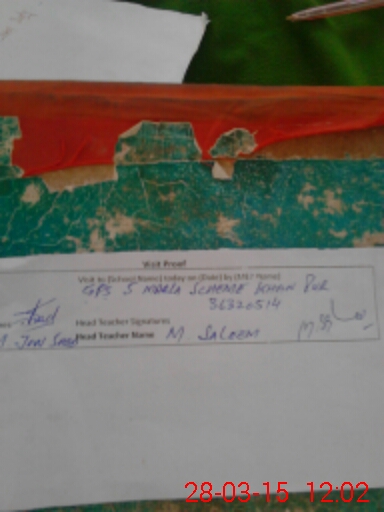 Visit Proof
Visit to (School Name) today on (Date) by (MEA Name)
GPS 5 MARLA SCHEME KHAN PUR
36320514
Head Teacher Signatures
Head Teacher Name M SALEEM
28-03-15 12:02